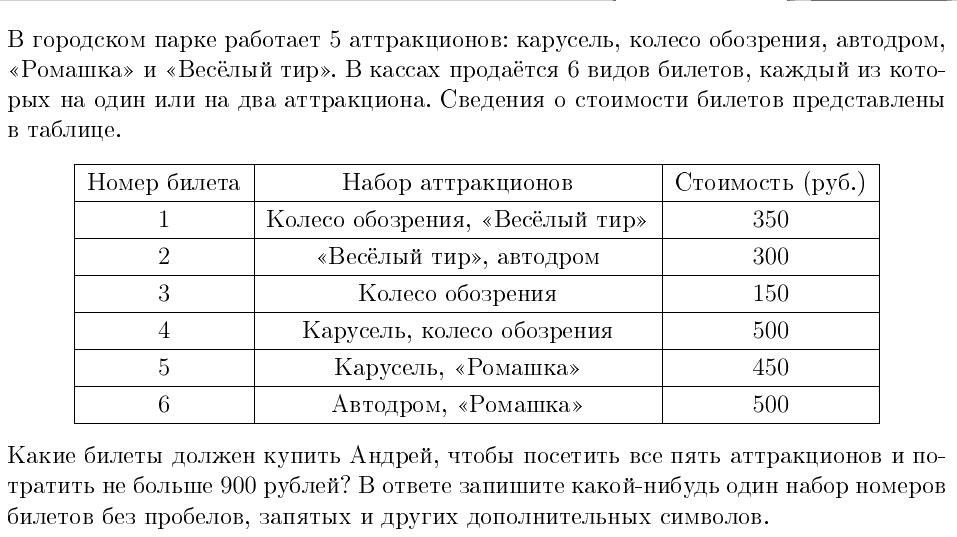 В городском парке работает 5 аттракционов: карусель, колесо обозрения, автодром,
«Ромашка» и «Весёлый тир». В кассах продаётся 6 видов билетов, каждый из кото-
рых на один или на два аттракциона. Сведения о стоимости билетов представлены
в таблице.
Номер билета Набор аттракционов Стоимость (руб.)
1 Колесо обозрения, «Весёлый тир» 350
2 «Весёлый тир», автодром 300
3 Колесо обозрения 150
4 Карусель, колесо обозрения 500
5 Карусель, «Ромашка» 450
6 Автодром, «Ромашка» 500
Какие билеты должен купить Андрей, чтобы посетить все пять аттракционов и по-
тратить не больше 900 рублей? В ответе запишите какой-нибудь один набор номеров
билетов без пробелов, запятых и других дополнительных символов.